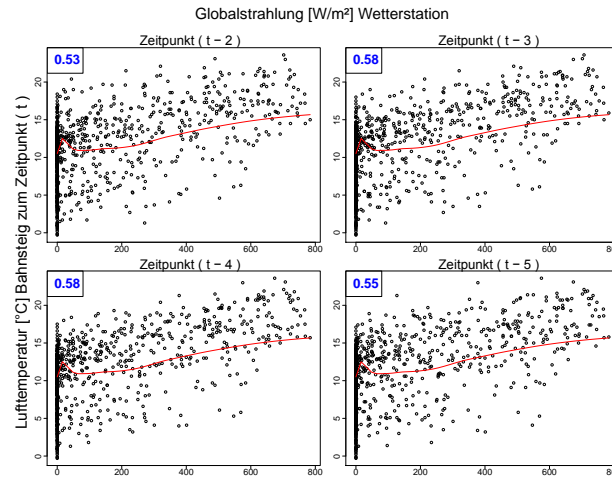 Globalstrahlung [W/m²] Wetterstation
Lufttemperatur [°C] Bahnsteig zum Zeitpunkt ( t )
Zeitpunkt ( t − 2 )
0.53
20
15
10
5
0
0 200 400 600 800
Zeitpunkt ( t − 3 )
0.58
20
15
10
5
0
0 200 400 600 800
Zeitpunkt ( t − 4 )
0.58
20
15
10
5
0
0 200 400 600 800
Zeitpunkt ( t − 5 )
0.55
20
15
10
5
0
0 200 400 600 800